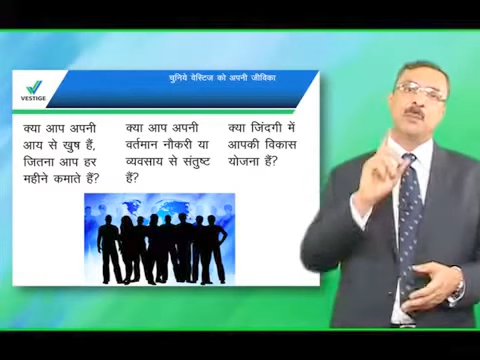 चुनिये वेस्टिज को अपनी जीविका
VESTIGE
क्या आप अपनी
आय से खुष हैं,
जितना आप हर
महीने कमाते हैं?
क्या आप अपनी
वर्तमान नौकरी या
व्यवसाय से संतुष्ट
हैं?
क्या जिंदगी में
आपकी विकास
योजना हैं?